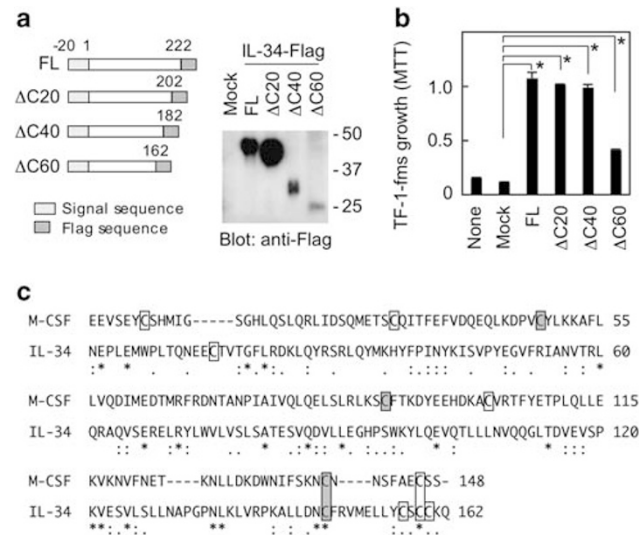 a
-20 1 222
FL
202
ΔC20
182
ΔC40
162
ΔC60
Signal sequence
Flag sequence
IL-34-Flag
Mock
FL
ΔC20
ΔC40
ΔC60
- 50
- 37
- 25
Blot: anti-Flag
b
TF-1-fms growth (MTT)
1.0
0.5
0
* * * *
None
Mock
FL
ΔC20
ΔC40
ΔC60
c
M-CSF EEVSEYCSHMIG-----SGHLQSLQRLIDSQMETSCQITFEFVDQEQLKDPVCYLKKAFL 55
IL-34 NEPLEMWPLTQNEECTVTGFLRDKLQYRSRLQYMKHYFPINYKISVPYEGVFRIANVTRL 60
M-CSF LVQDIMEDTMRFRDNTANPIAIVQLQELSLRLKSCFTKDYEEHDKACVRTFYETPLQLLE 115
IL-34 QRAQVSERELRYLWVLVSLSATESVQDVLLEGHPSWKYLQEVQTLLLNVQQGLTDVEVSP 120
M-CSF KVKNVFNET----KNLLDKDWNIFSKNCN----NSFAECSS- 148
IL-34 KVESVLSLLNAPGPNLKLVRPKALLDNCFRVMELLYCSCCKQ 162